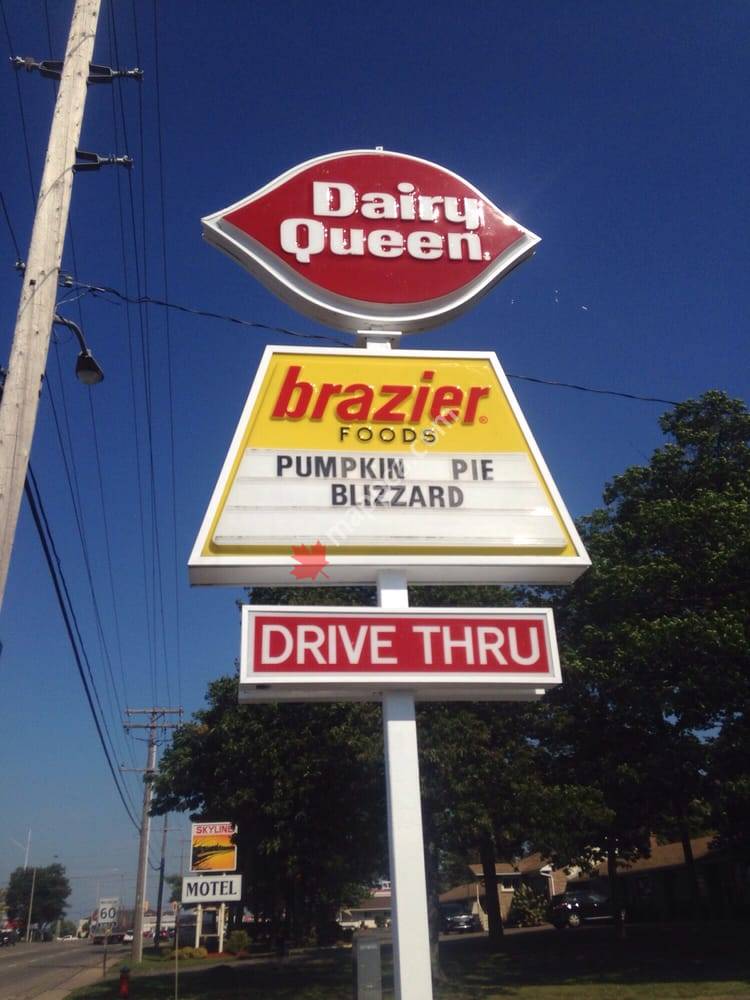 Dairy
Queen.
brazier®
FOODS
PUMPKIN PIE
BLIZZARD
DRIVE THRU
SKYLINE
MOTEL
60